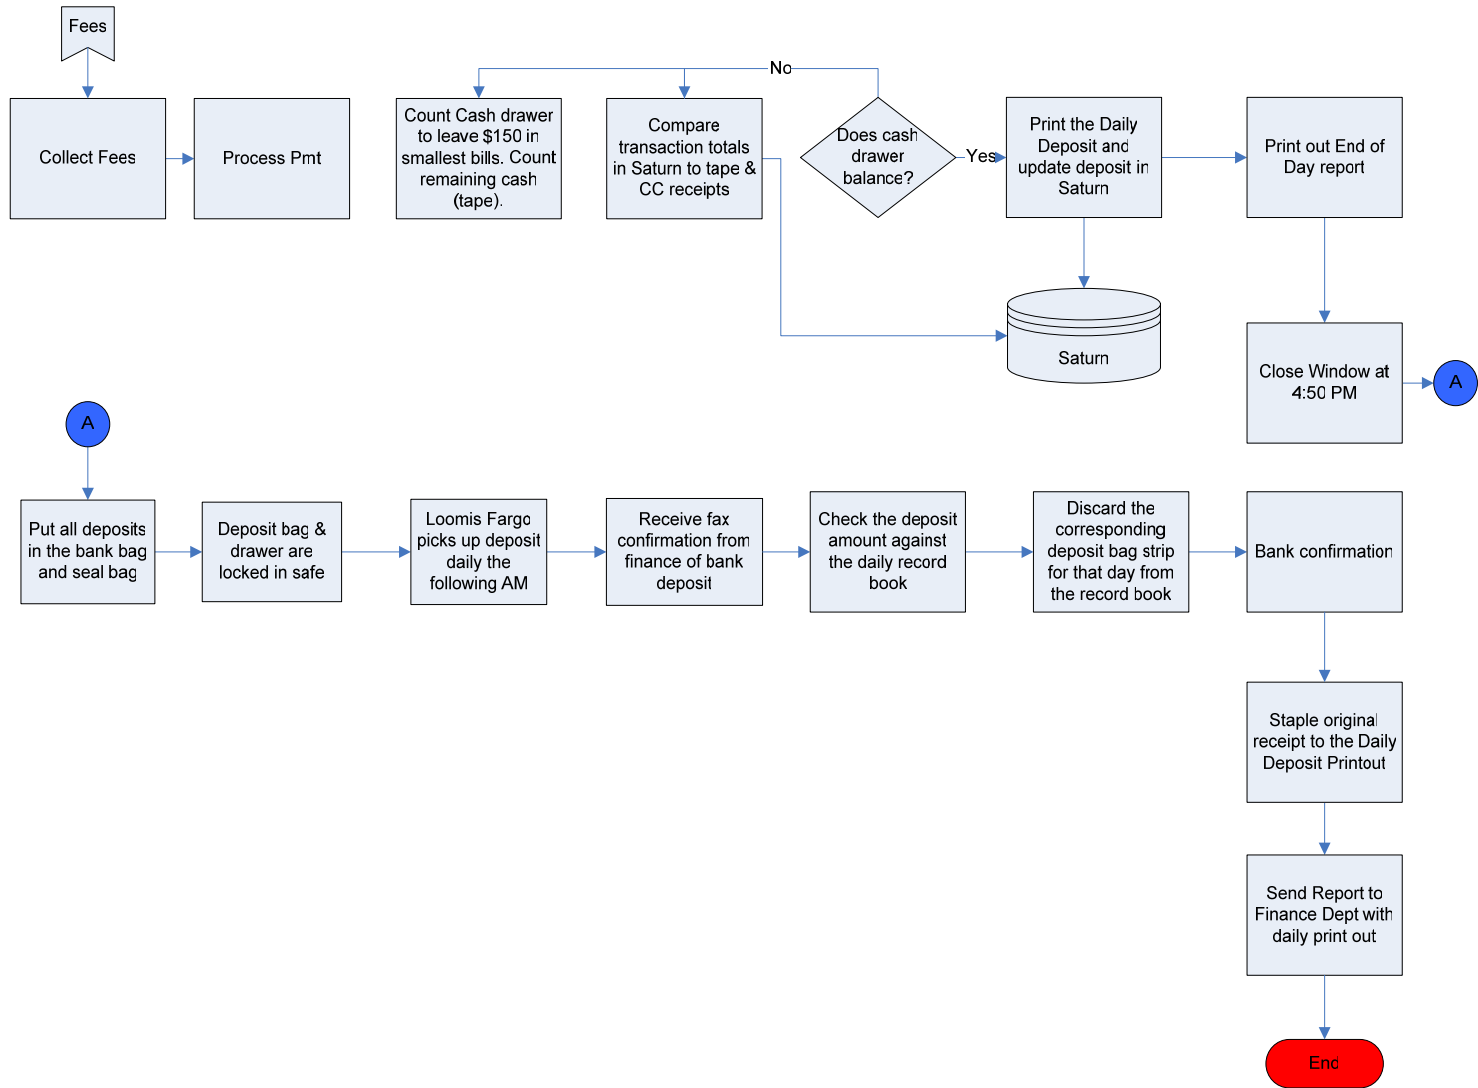 Fees
Collect Fees
Process Pmt
Count Cash drawer
to leave $150 in
smallest bills. Count
remaining cash
(tape).
Compare
transaction totals
in Saturn to tape &
CC receipts
No
Does cash
drawer
balance?
Yes
Print the Daily
Deposit and
update deposit in
Saturn
Print out End of
Day report
Saturn
Close Window at
4:50 PM
A
A
Put all deposits
in the bank bag
and seal bag
Deposit bag &
drawer are
locked in safe
Loomis Fargo
picks up deposit
daily the
following AM
Receive fax
confirmation from
finance of bank
deposit
Check the deposit
amount against
the daily record
book
Discard the
corresponding
deposit bag strip
for that day from
the record book
Bank confirmation
Staple original
receipt to the Daily
Deposit Printout
Send Report to
Finance Dept with
daily print out
End